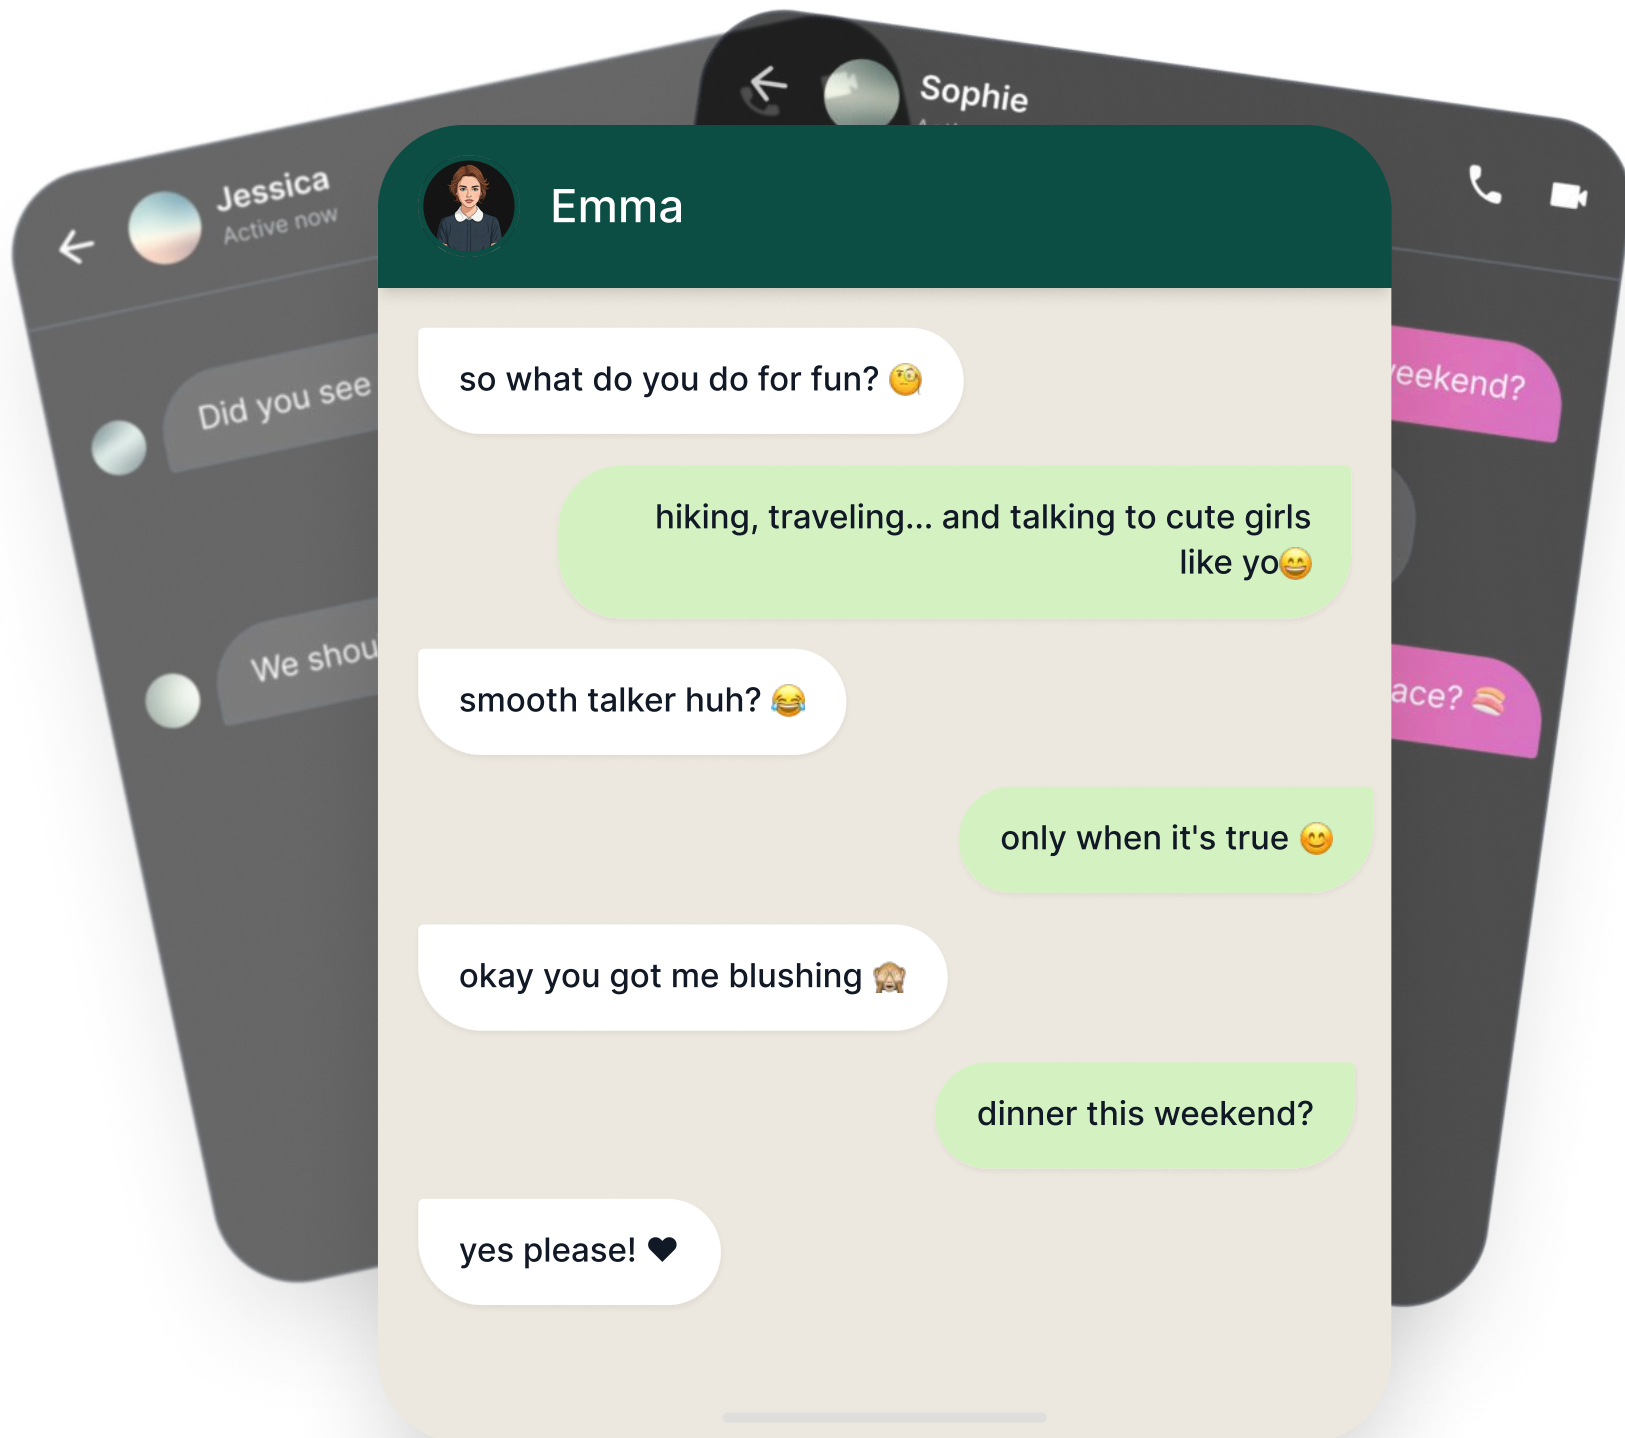 Jessica
Active now
Did you see
We shou
Sophie
weekend?
ace? 🍣
Emma
so what do you do for fun? 🧐
hiking, traveling... and talking to cute girls
like yo😄
smooth talker huh? 😂
only when it's true 😊
okay you got me blushing 🙈
dinner this weekend?
yes please! ♥